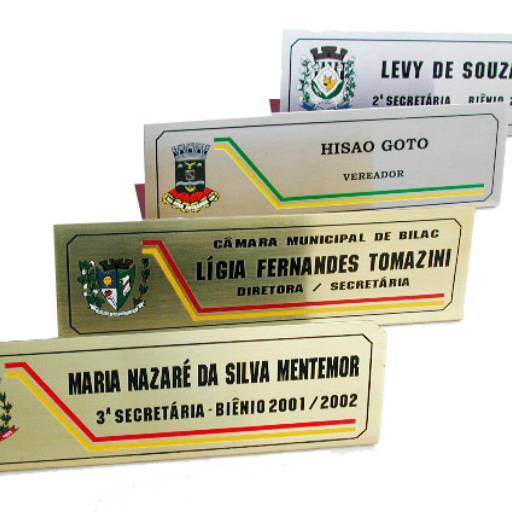 LEVY DE SOUZA
2ª SECRETÁRIA BIÊNIO
HISAO GOTO
VEREADOR
CÂMARA MUNICIPAL DE BILAC
LÍGIA FERNANDES TOMAZINI
DIRETORA / SECRETÁRIA
MARIA NAZARÉ DA SILVA MENTEMOR
3ª SECRETÁRIA - BIÊNIO 2001/2002